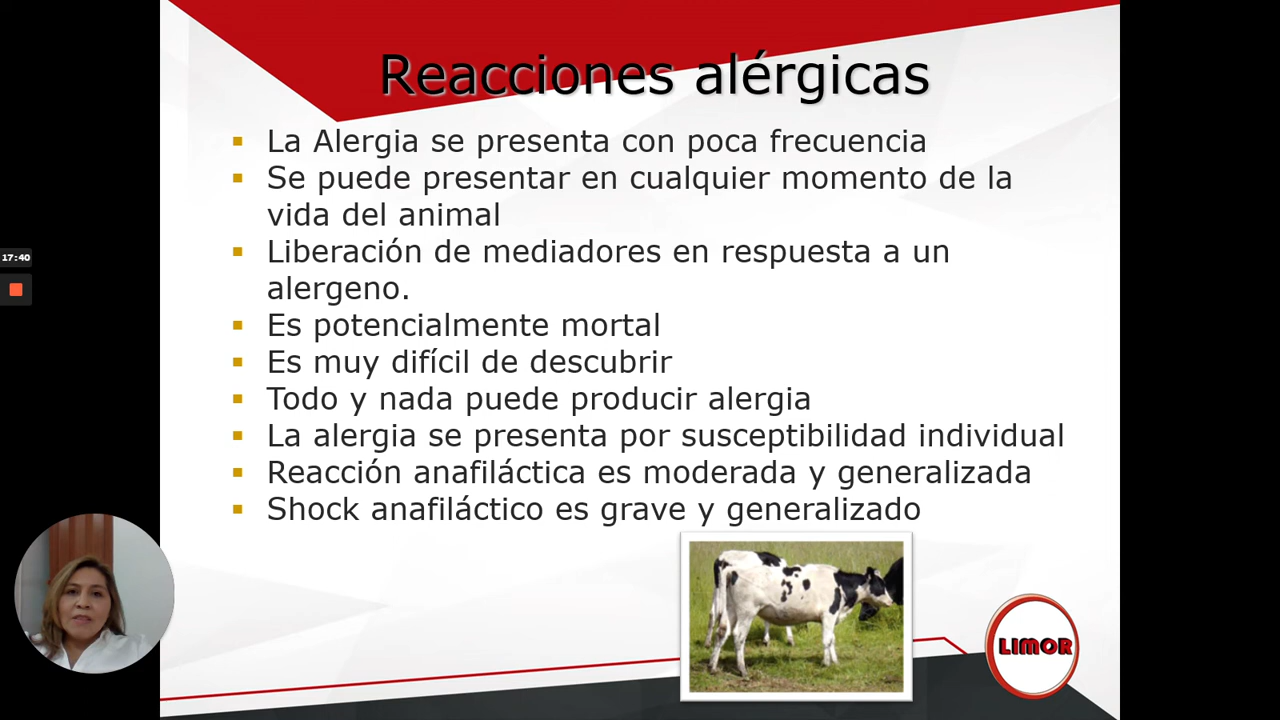 Reacciones alérgicas
La Alergia se presenta con poca frecuencia
Se puede presentar en cualquier momento de la
vida del animal
Liberación de mediadores en respuesta a un
alergeno.
Es potencialmente mortal
Es muy difícil de descubrir
Todo y nada puede producir alergia
La alergia se presenta por susceptibilidad individual
Reacción anafiláctica es moderada y generalizada
Shock anafiláctico es grave y generalizado
17:40
LIMOR